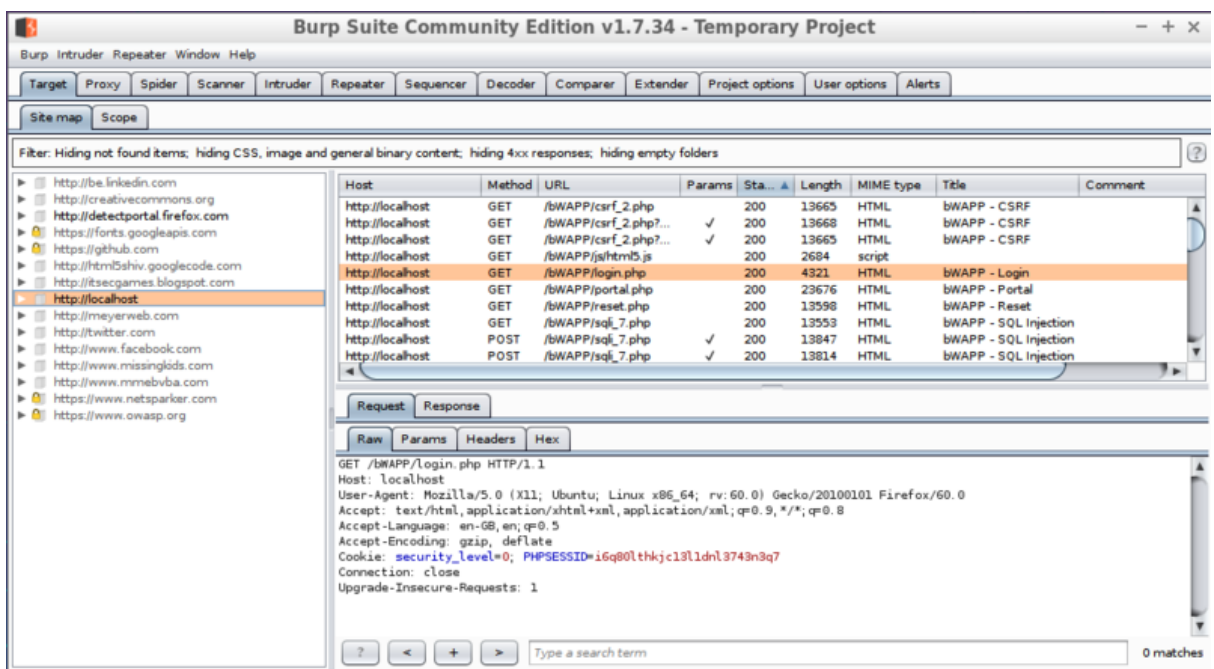 Burp Suite Community Edition v1.7.34 - Temporary Project
Burp Intruder Repeater Window Help
Target Proxy Spider Scanner Intruder Repeater Sequencer Decoder Comparer Extender Project options User options Alerts
Site map Scope
Filter: Hiding not found items; hiding CSS, image and general binary content; hiding 4xx responses; hiding empty folders
?
http://be.linkedin.com
http://creativecommons.org
http://detectportal.firefox.com
https://fonts.googleapis.com
https://github.com
http://html5shiv.googlecode.com
http://itsecgames.blogspot.com
http://localhost
http://meyerweb.com
http://twitter.com
http://www.facebook.com
http://www.missingkids.com
http://www.mmebvba.com
https://www.netsparker.com
https://www.owasp.org
Host Method URL Params Sta... Length MIME type Title Comment
http://localhost GET /bWAPP/csrf_2.php 200 13665 HTML bWAPP - CSRF
http://localhost GET /bWAPP/csrf_2.php?... ✓ 200 13668 HTML bWAPP - CSRF
http://localhost GET /bWAPP/csrf_2.php?... ✓ 200 13665 HTML bWAPP - CSRF
http://localhost GET /bWAPP/js/html5.js 200 2684 script
http://localhost GET /bWAPP/login.php 200 4321 HTML bWAPP - Login
http://localhost GET /bWAPP/portal.php 200 23676 HTML bWAPP - Portal
http://localhost GET /bWAPP/reset.php 200 13598 HTML bWAPP - Reset
http://localhost GET /bWAPP/sqli_7.php 200 13553 HTML bWAPP - SQL Injection
http://localhost POST /bWAPP/sqli_7.php ✓ 200 13847 HTML bWAPP - SQL Injection
http://localhost POST /bWAPP/sqli_7.php ✓ 200 13814 HTML bWAPP - SQL Injection
Request Response
Raw Params Headers Hex
GET /bWAPP/login.php HTTP/1.1
Host: localhost
User-Agent: Mozilla/5.0 (X11; Ubuntu; Linux x86_64; rv:60.0) Gecko/20100101 Firefox/60.0
Accept: text/html,application/xhtml+xml,application/xml;q=0.9,*/*;q=0.8
Accept-Language: en-GB,en;q=0.5
Accept-Encoding: gzip, deflate
Cookie: security_level=0; PHPSESSID=i6q80lthkjc13l1dnl3743n3q7
Connection: close
Upgrade-Insecure-Requests: 1
? < + > Type a search term 0 matches